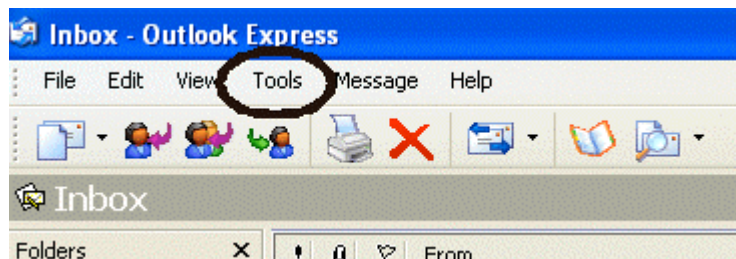 Inbox - Outlook Express
File Edit View Tools Message Help
Inbox
Folders From